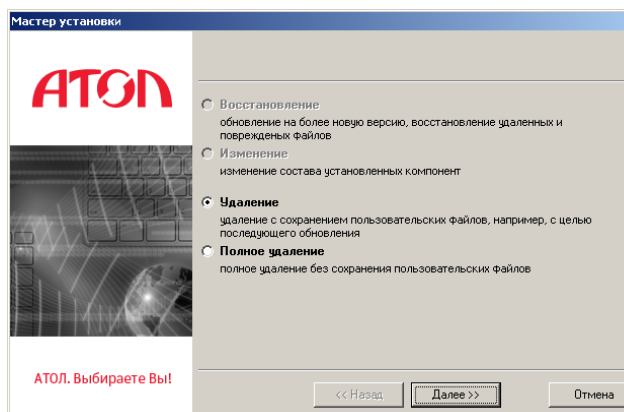 Мастер установки
АТОЛ
Восстановление
обновление на более новую версию, восстановление удаленных и
поврежденых файлов
Изменение
изменение состава установленных компонент
Удаление
удаление с сохранением пользовательских файлов, например, с целью
последующего обновления
Полное удаление
полное удаление без сохранения пользовательских файлов
АТОЛ. Выбираете Вы!
<< Назад
Далее >>
Отмена